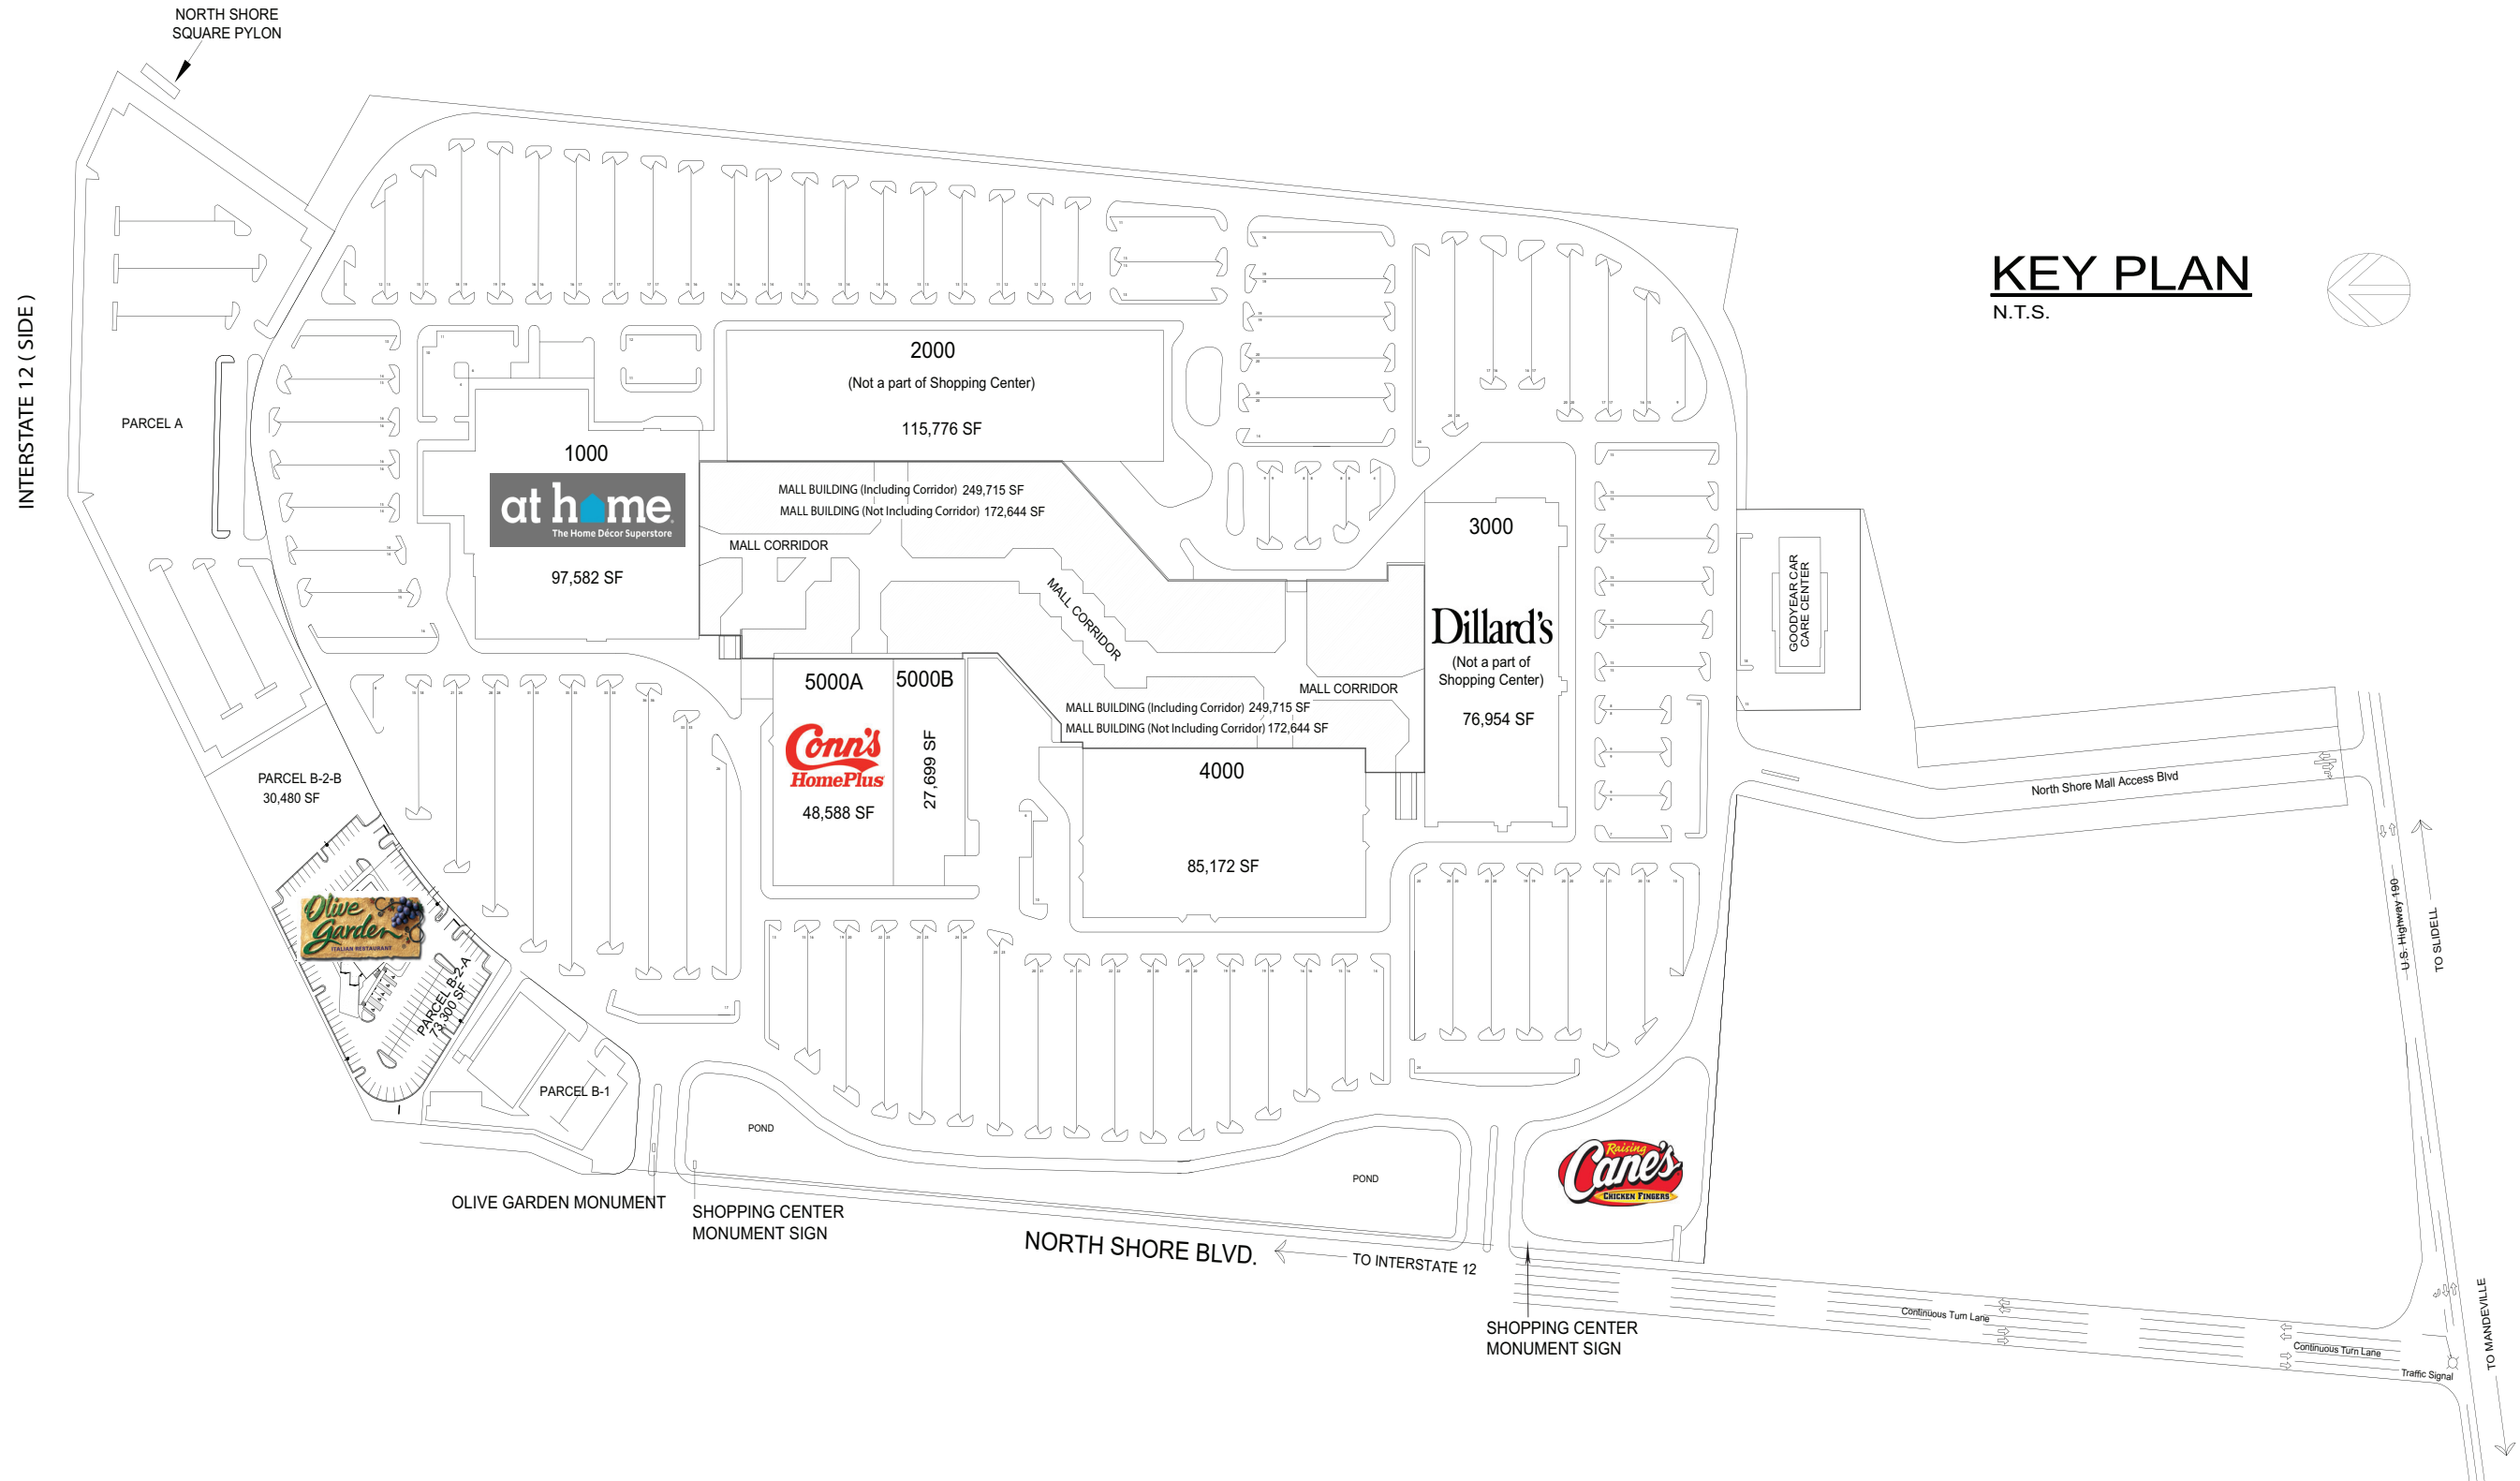 NORTH SHORE
SQUARE PYLON
INTERSTATE 12 ( SIDE )
KEY PLAN
N.T.S.
PARCEL A
2000
(Not a part of Shopping Center)
115,776 SF
1000
at home
The Home Décor Superstore
97,582 SF
MALL BUILDING (Including Corridor) 249,715 SF
MALL BUILDING (Not Including Corridor) 172,644 SF
MALL CORRIDOR
MALL CORRIDOR
3000
Dillard's
(Not a part of
Shopping Center)
76,954 SF
GOODYEAR CAR
CARE CENTER
5000A
Conn's
HomePlus
48,588 SF
5000B
27,699 SF
MALL CORRIDOR
MALL BUILDING (Including Corridor) 249,715 SF
MALL BUILDING (Not Including Corridor) 172,644 SF
4000
85,172 SF
PARCEL B-2-B
30,480 SF
Olive
Garden
ITALIAN RESTAURANT
PARCEL B-2-A
73,300 SF
PARCEL B-1
North Shore Mall Access Blvd
U.S. Highway 190
TO SLIDELL
TO MANDEVILLE
POND
POND
Raising
Cane's
CHICKEN FINGERS
OLIVE GARDEN MONUMENT
SHOPPING CENTER
MONUMENT SIGN
NORTH SHORE BLVD.
TO INTERSTATE 12
SHOPPING CENTER
MONUMENT SIGN
Continuous Turn Lane
Continuous Turn Lane
Traffic Signal